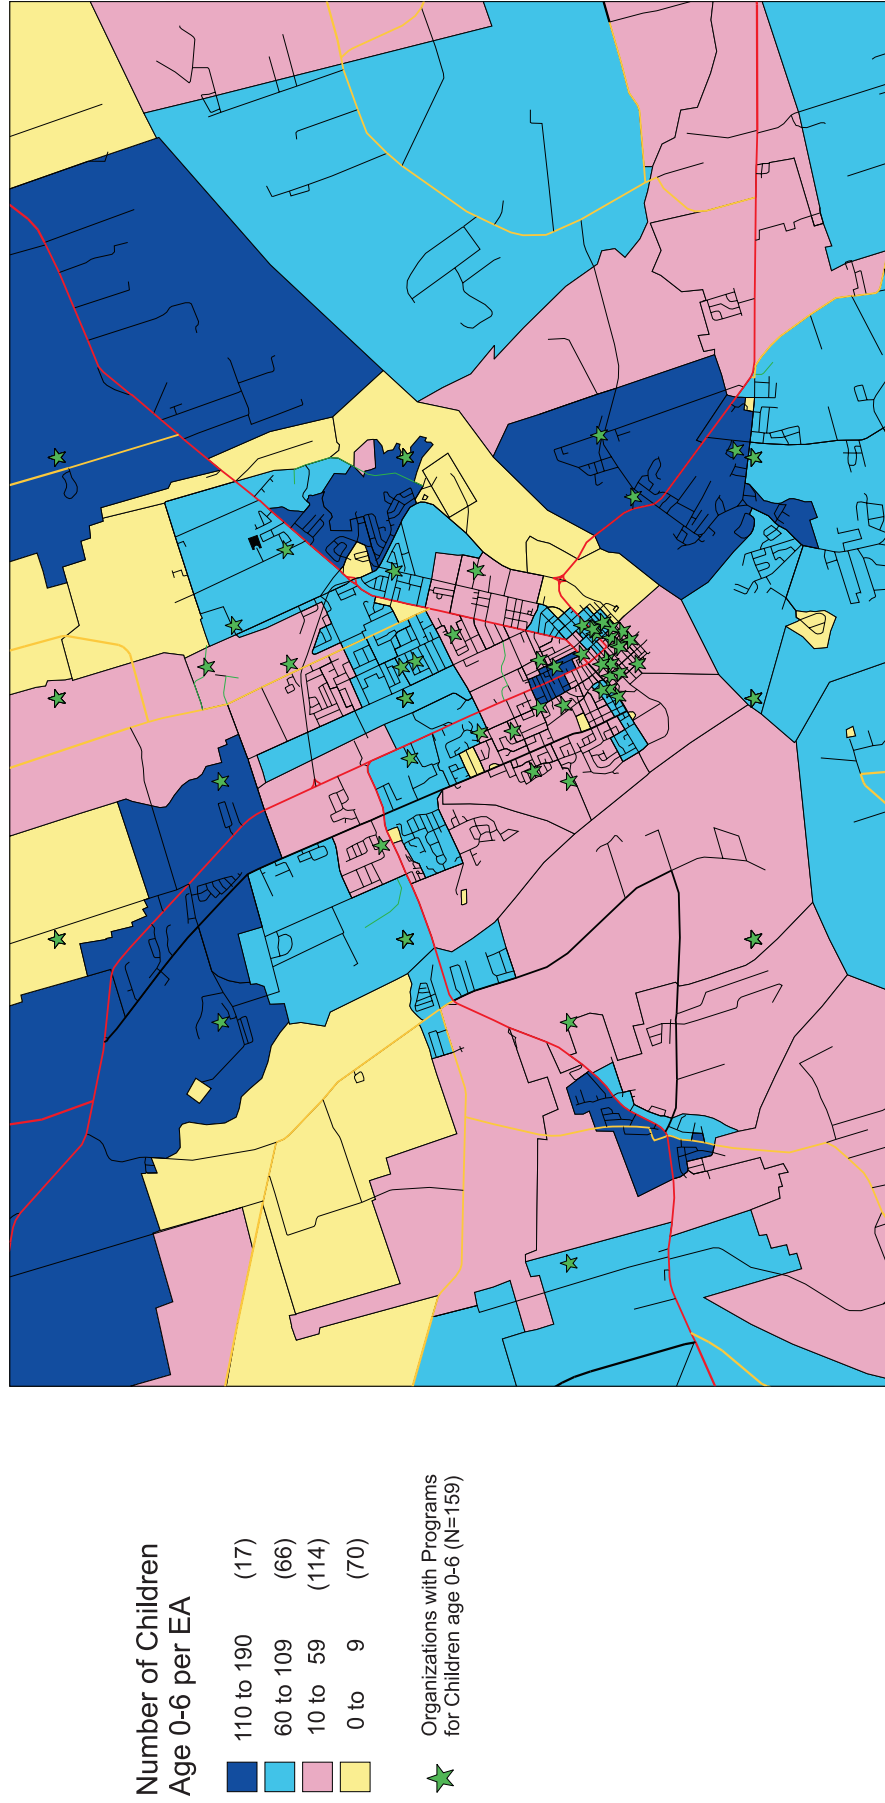 Number of Children
Age 0-6 per EA
110 to 190 (17)
60 to 109 (66)
10 to 59 (114)
0 to 9 (70)
Organizations with Programs
for Children age 0-6 (N=159)